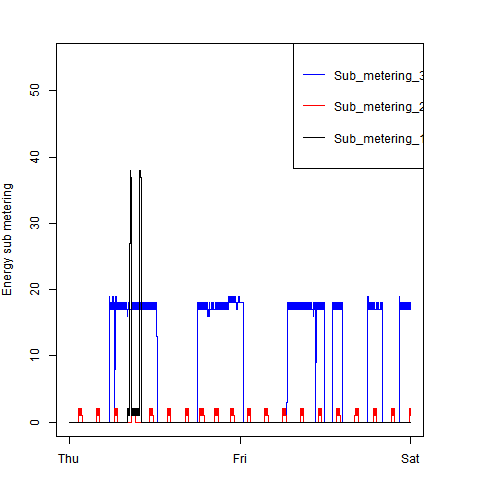 50
40
30
20
10
0
Energy sub metering
Sub_metering_3
Sub_metering_2
Sub_metering_1
Thu Fri Sat